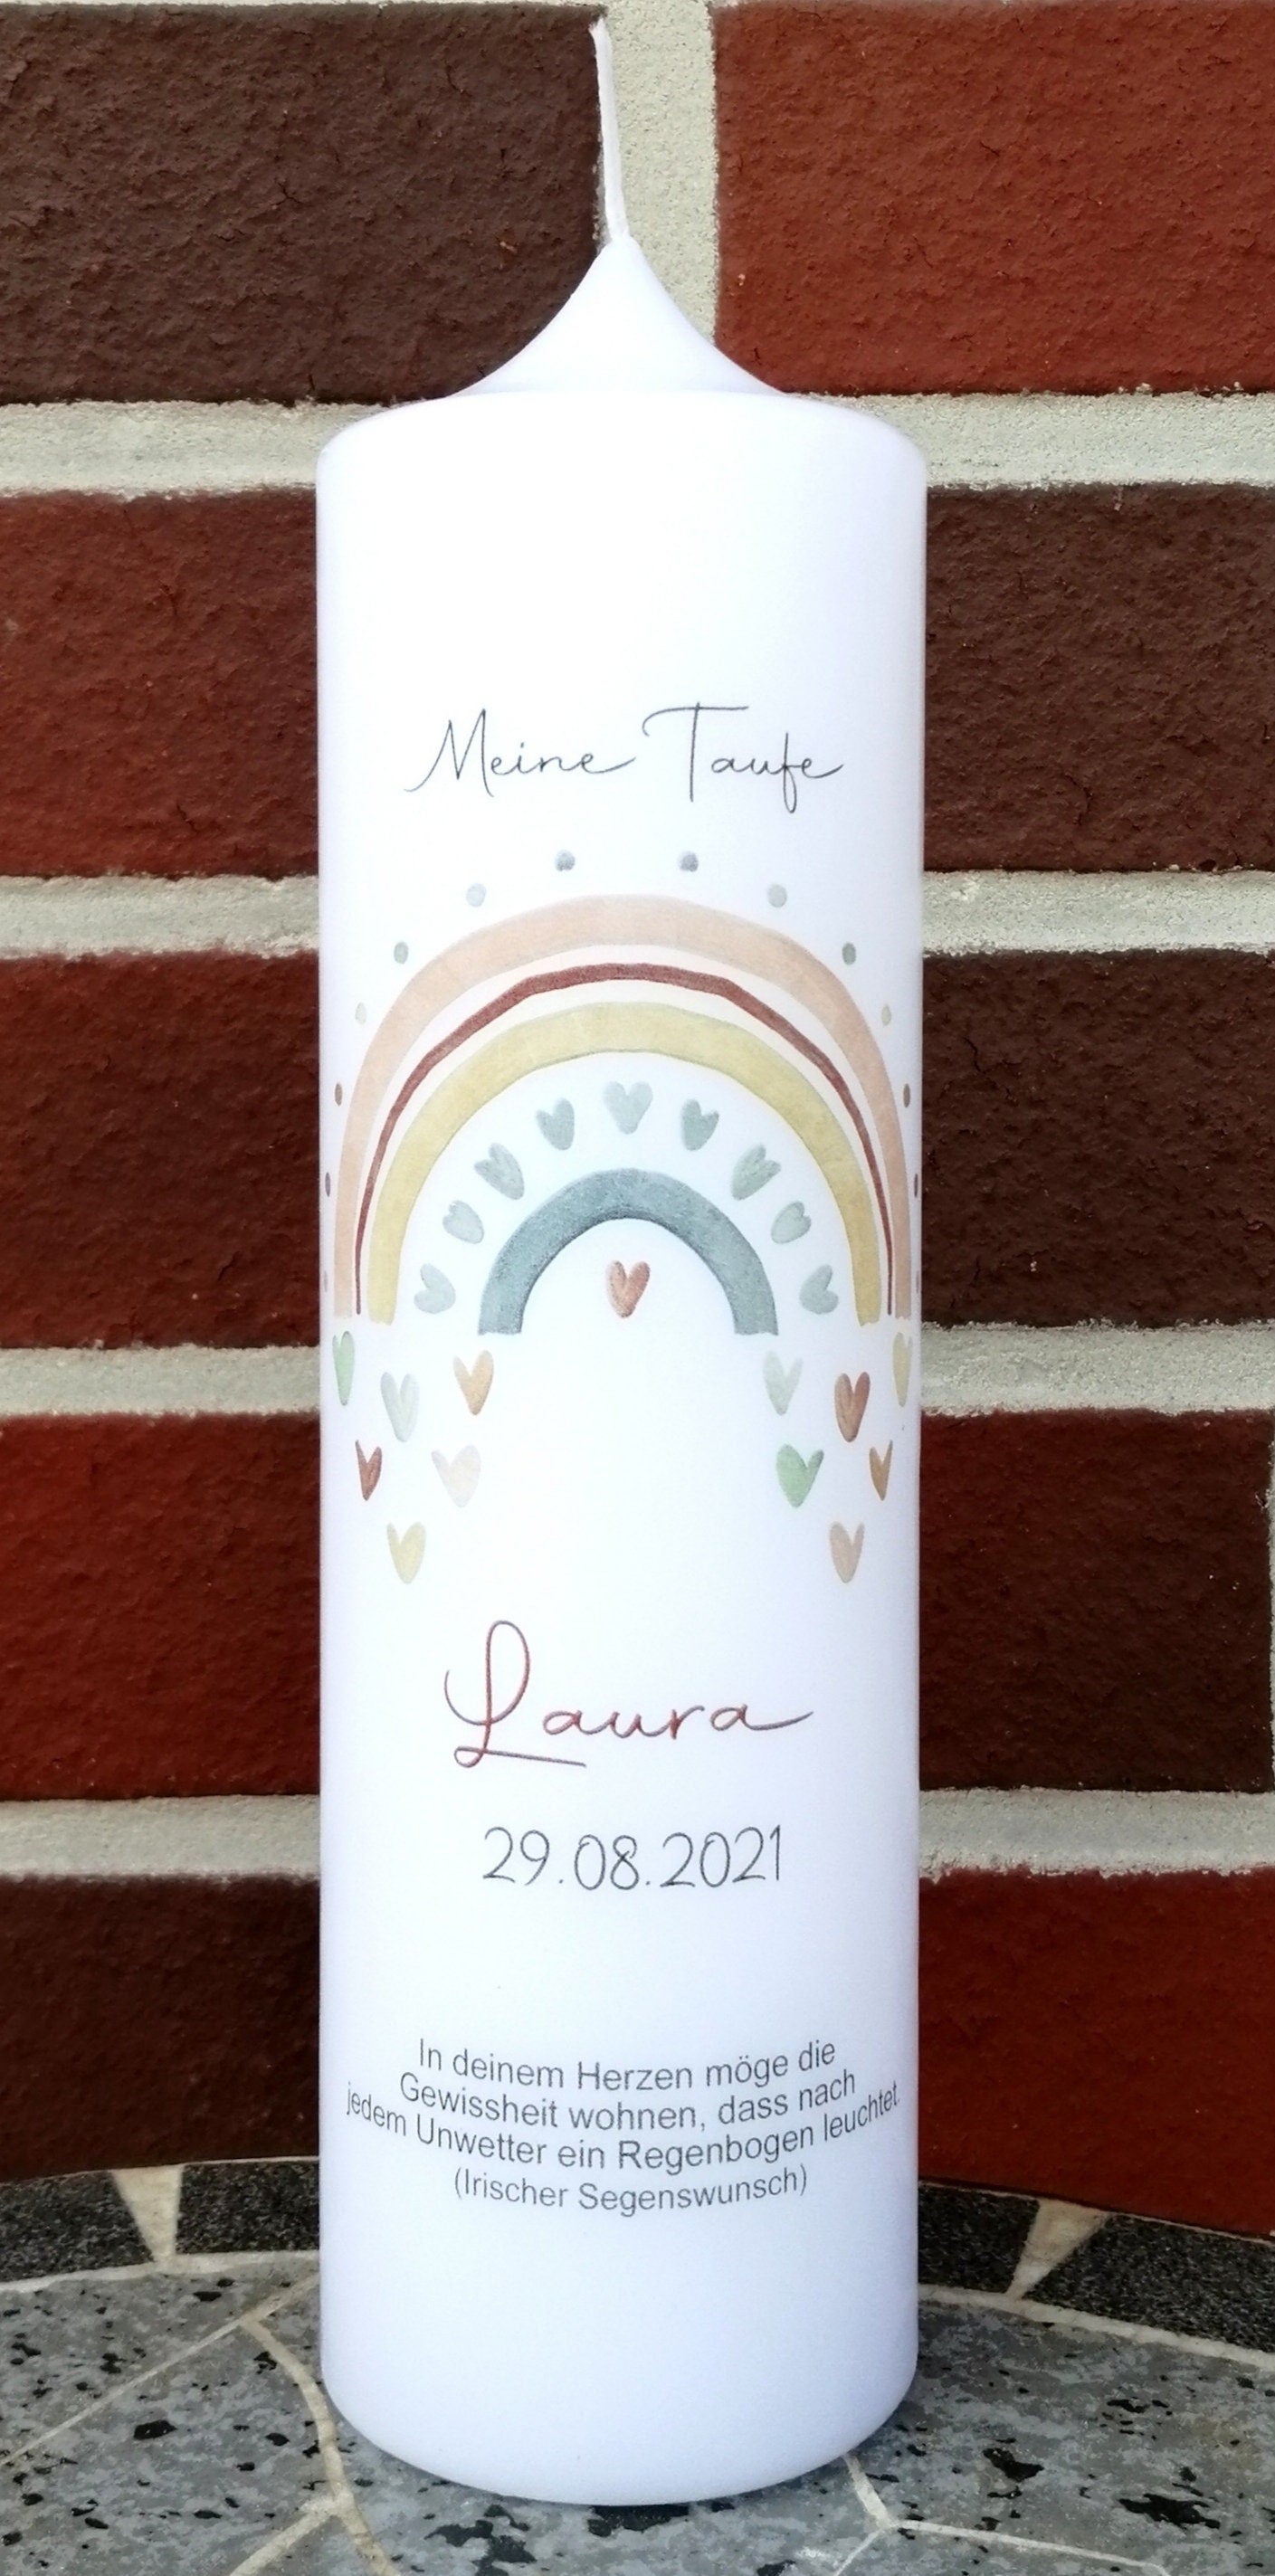 Meine Taufe
Laura
29.08.2021
In deinem Herzen möge die
Gewissheit wohnen, dass nach
jedem Unwetter ein Regenbogen leuchtet.
(Irischer Segenswunsch)